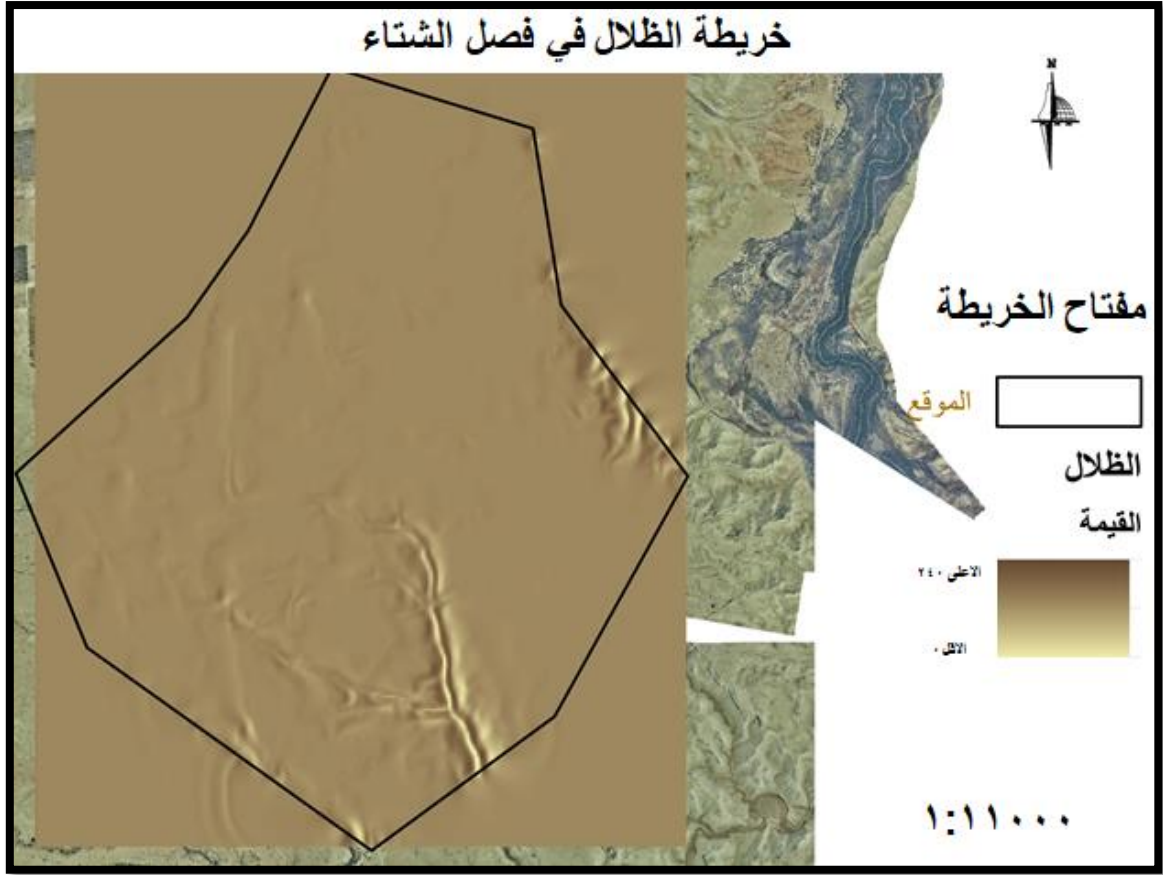 خريطة الظلال في فصل الشتاء
N
مفتاح الخريطة
الموقع
الظلال
القيمة
الاعلى ٢٤٠
الاقل ٠
١:١١٠٠٠